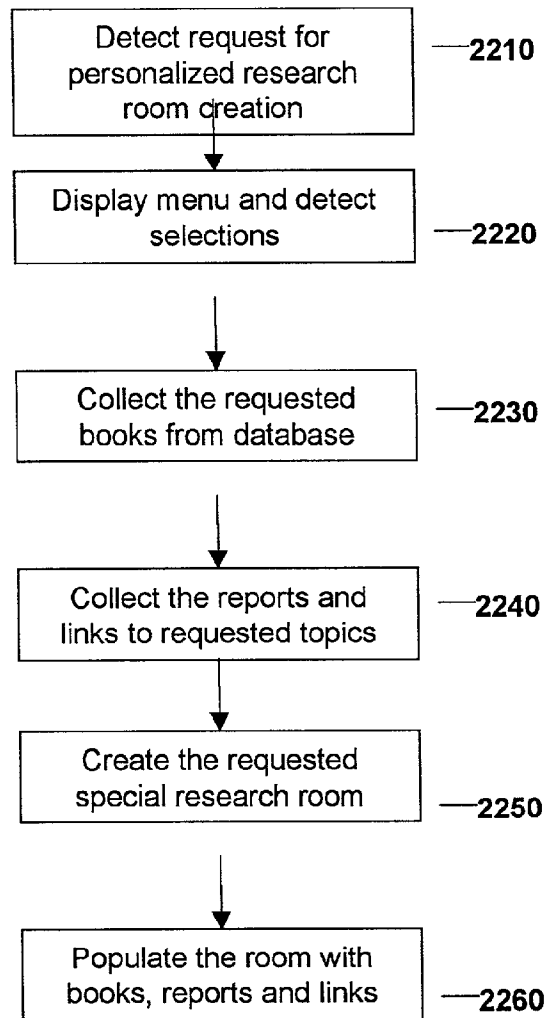 Detect request for
personalized research
room creation
2210
Display menu and detect
selections
2220
Collect the requested
books from database
2230
Collect the reports and
links to requested topics
2240
Create the requested
special research room
2250
Populate the room with
books, reports and links
2260